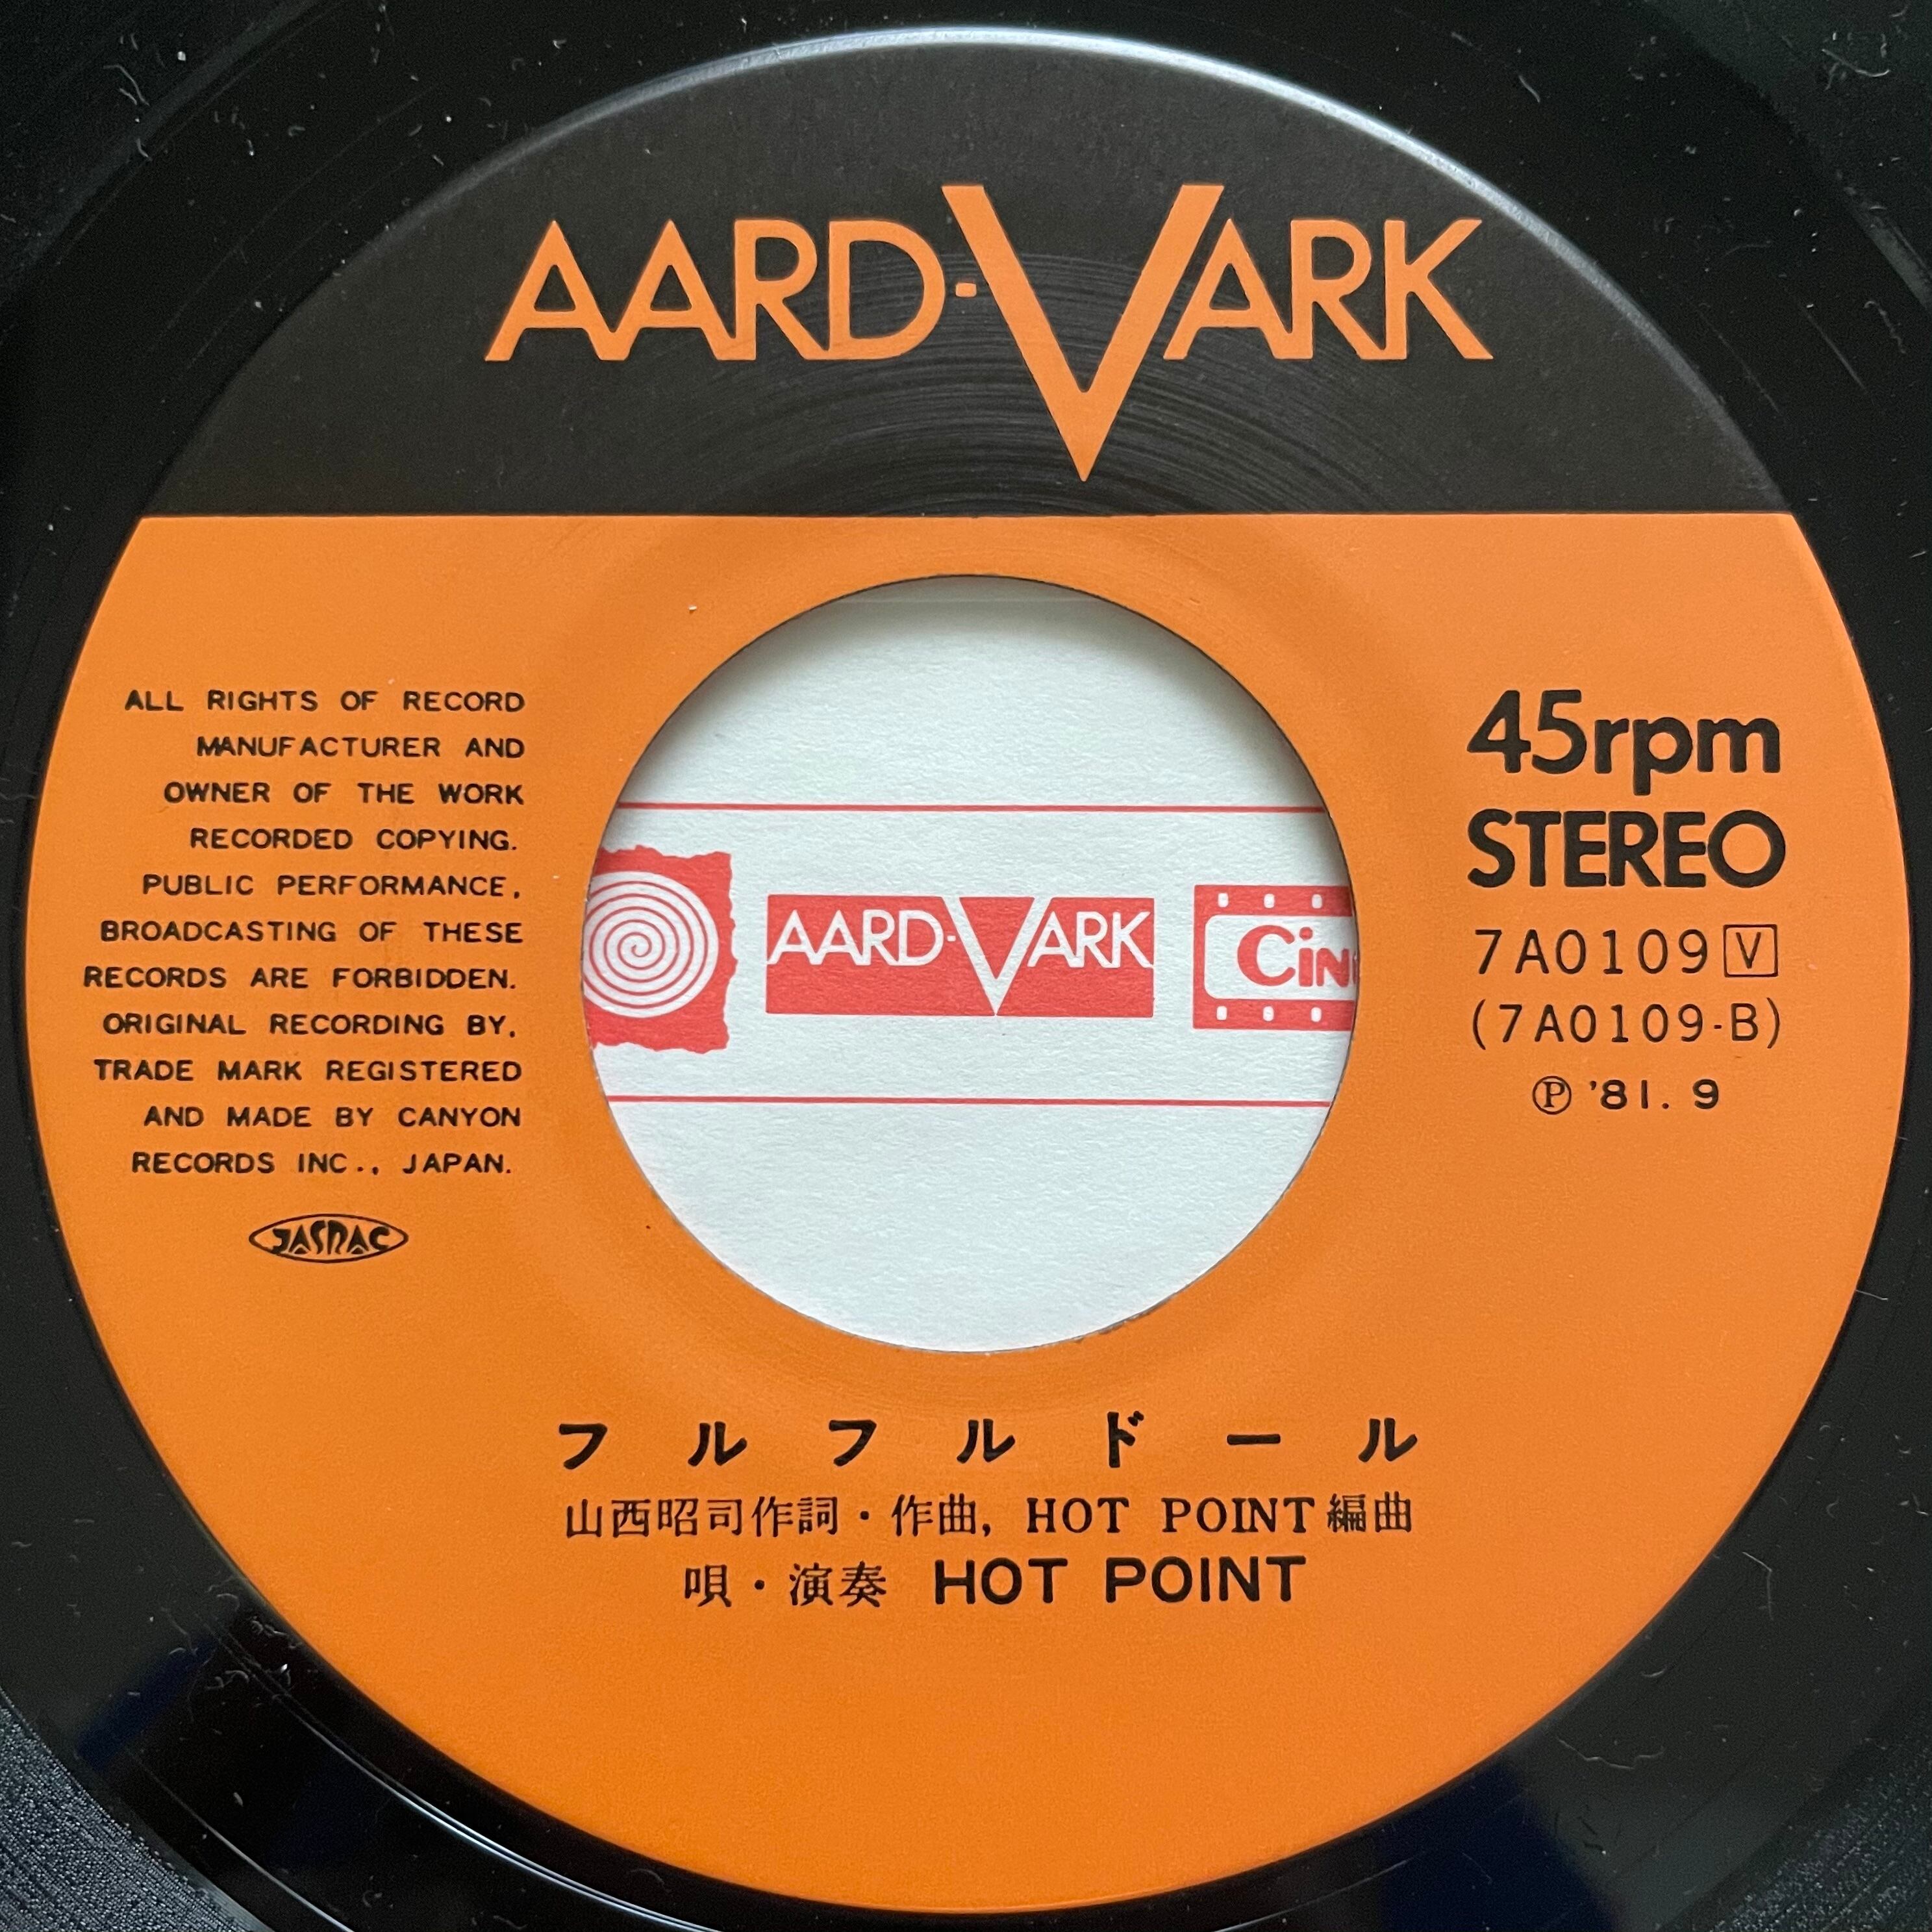 AARD-VARK
ALL RIGHTS OF RECORD
MANUFACTURER AND
OWNER OF THE WORK
RECORDED COPYING.
PUBLIC PERFORMANCE,
BROADCASTING OF THESE
RECORDS ARE FORBIDDEN.
ORIGINAL RECORDING BY,
TRADE MARK REGISTERED
AND MADE BY CANYON
RECORDS INC., JAPAN.
JASRAC
AARD-VARK
45rpm
STEREO
7A0109 V
(7A0109-B)
Ⓟ '81. 9
フルフルドール
山西昭司作詞・作曲, HOT POINT編曲
唄・演奏 HOT POINT